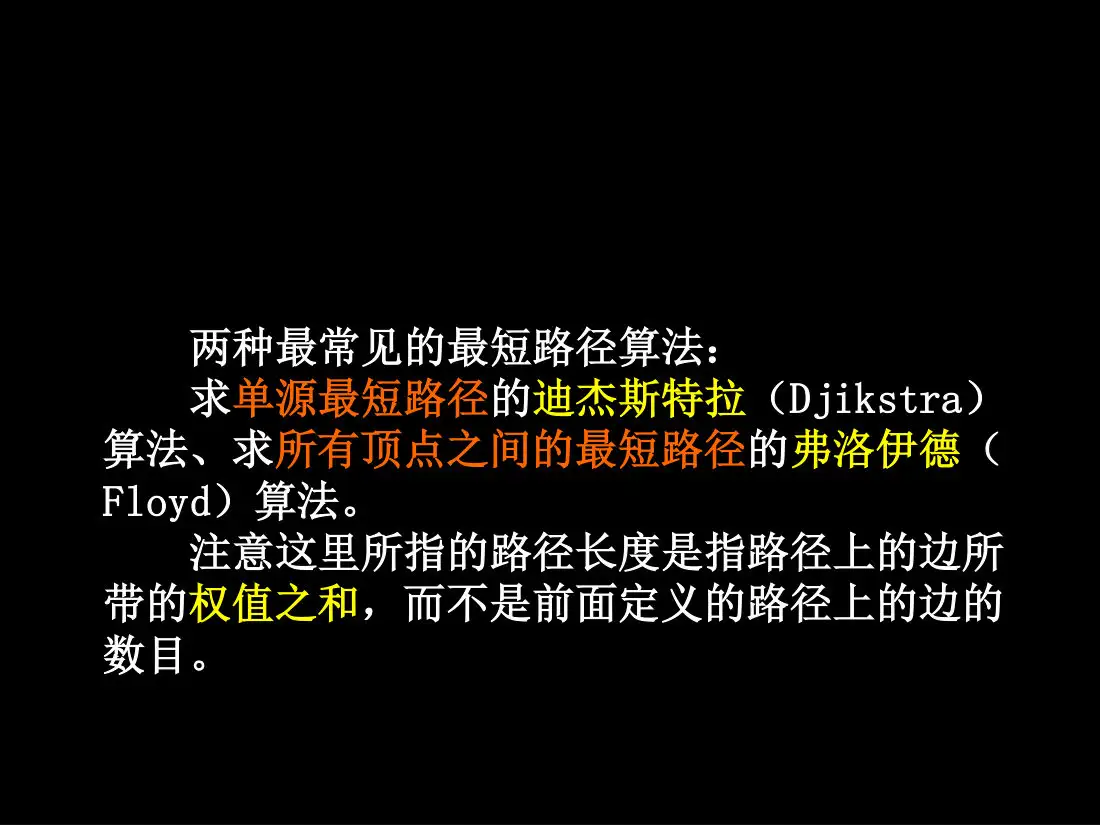 两种最常见的最短路径算法：
求单源最短路径的迪杰斯特拉（Djikstra）
算法、求所有顶点之间的最短路径的弗洛伊德（
Floyd）算法。
注意这里所指的路径长度是指路径上的边所
带的权值之和，而不是前面定义的路径上的边的
数目。